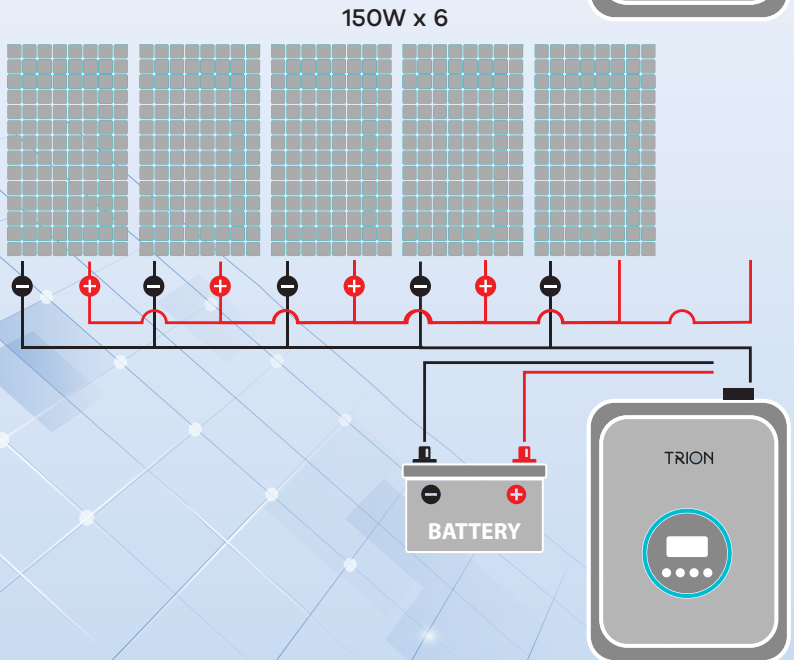 150W x 6
− + − + − + − + −
TRION
− +
BATTERY